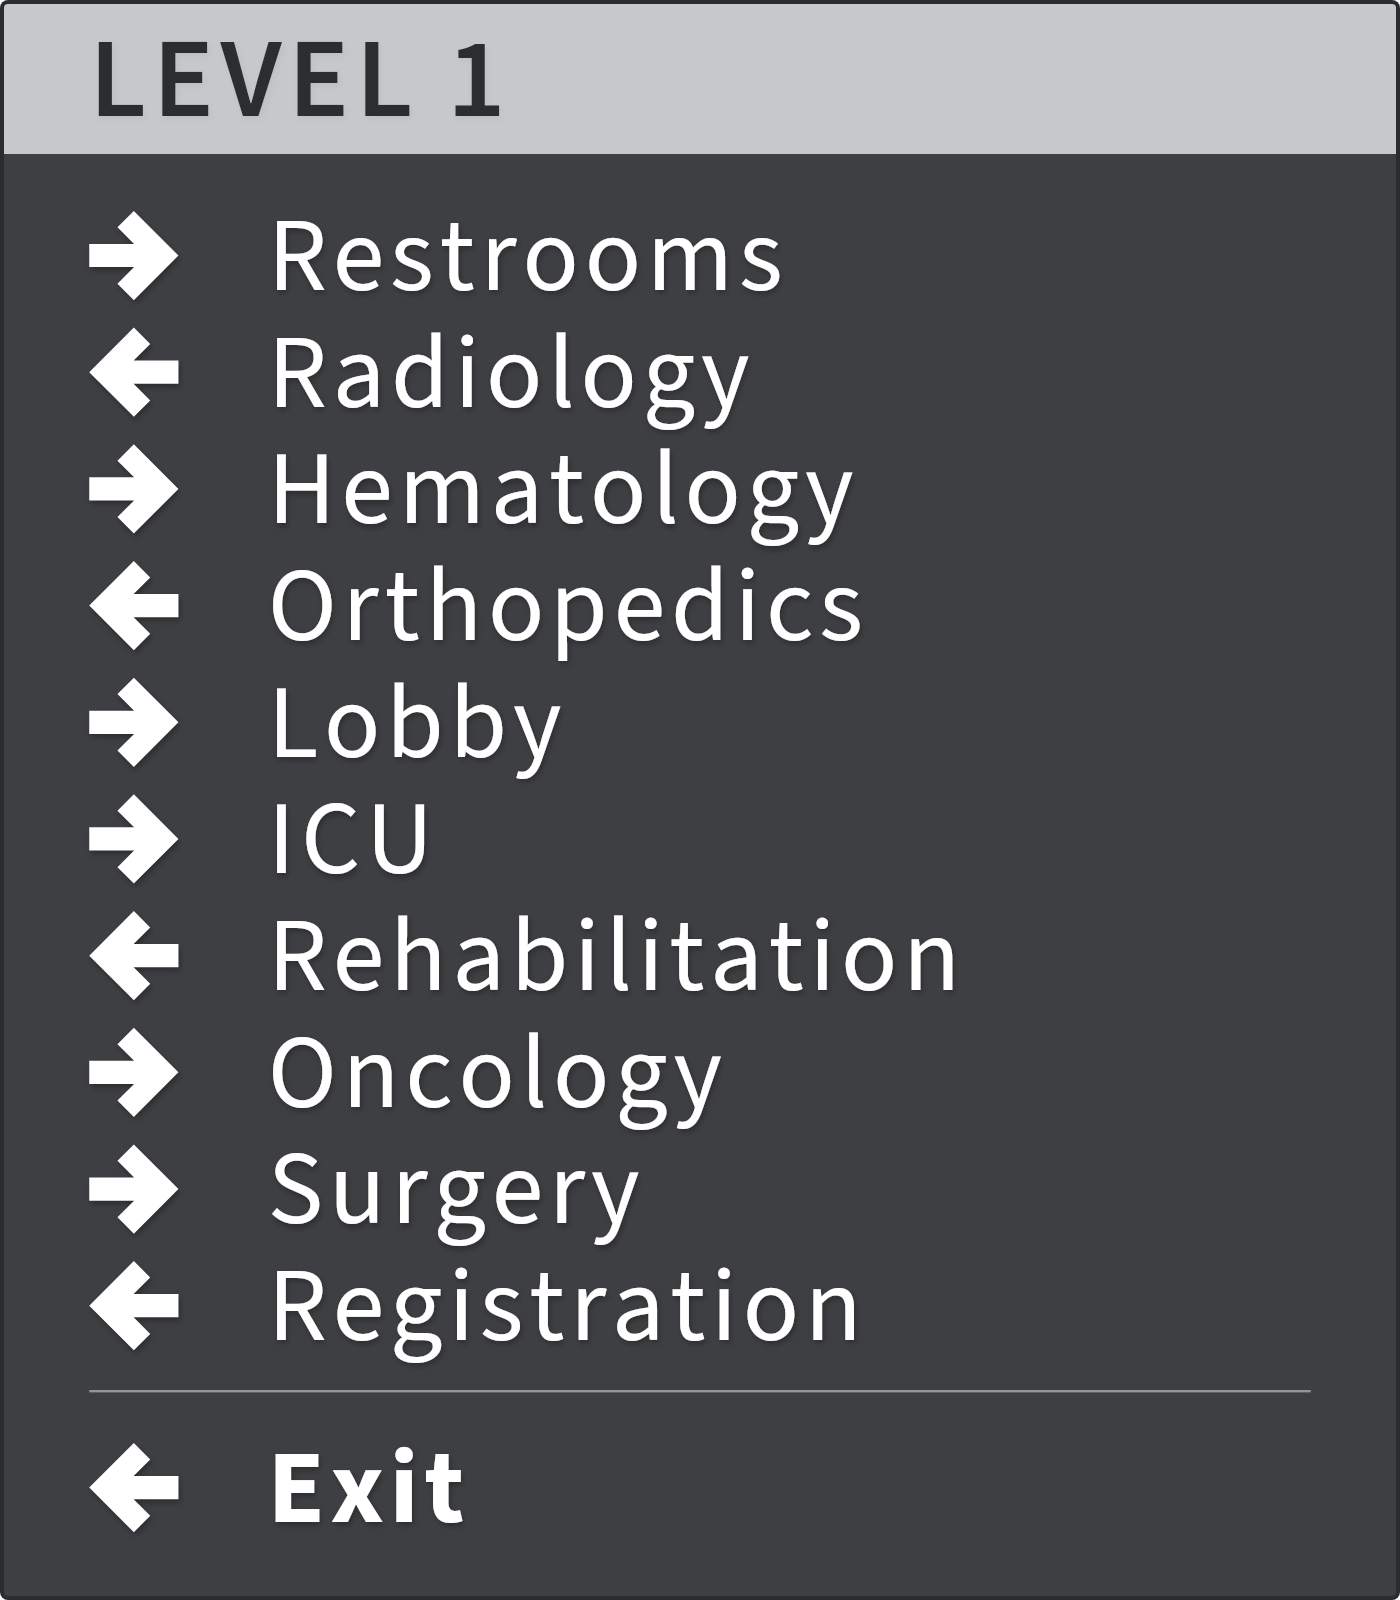 LEVEL 1
→ Restrooms
← Radiology
→ Hematology
← Orthopedics
→ Lobby
→ ICU
← Rehabilitation
→ Oncology
→ Surgery
← Registration
← Exit